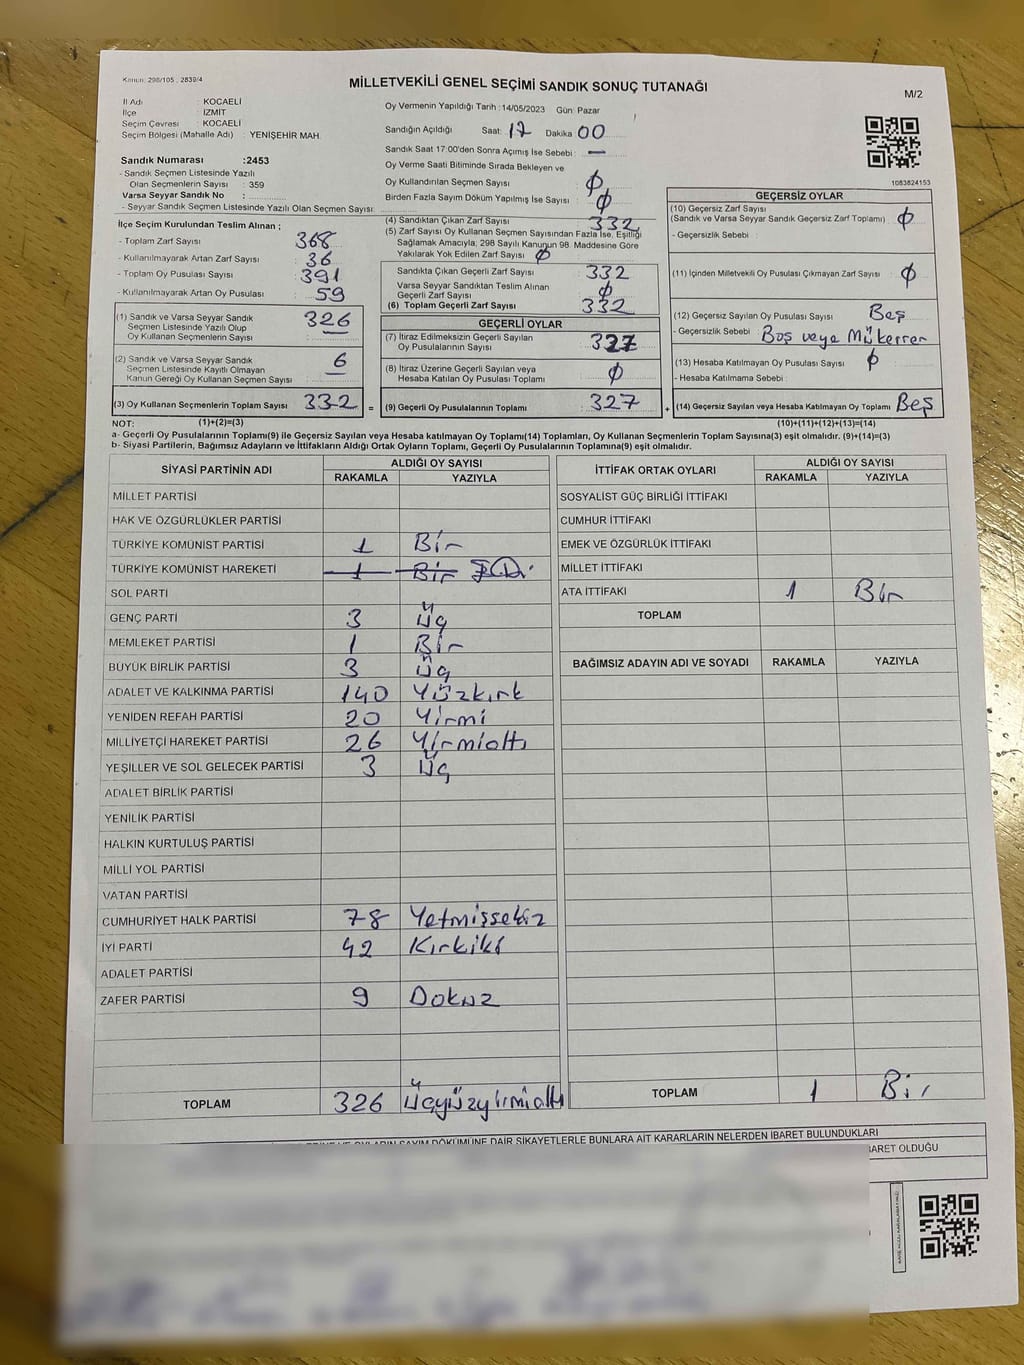 Kanun: 298/105 , 2839/4
MİLLETVEKİLİ GENEL SEÇİMİ SANDIK SONUÇ TUTANAĞI
M/2
İl Adı : KOCAELİ
İlçe : İZMİT
Seçim Çevresi : KOCAELİ
Seçim Bölgesi (Mahalle Adı) : YENİŞEHİR MAH.
Sandık Numarası :2453
- Sandık Seçmen Listesinde Yazılı
Olan Seçmenlerin Sayısı : 359
Varsa Seyyar Sandık No :
- Seyyar Sandık Seçmen Listesinde Yazılı Olan Seçmen Sayısı:
Oy Vermenin Yapıldığı Tarih : 14/05/2023 Gün: Pazar
Sandığın Açıldığı Saat: 17 Dakika 00
Sandık Saat 17:00'den Sonra Açımış İse Sebebi : —
Oy Verme Saati Bitiminde Sırada Bekleyen ve
Oy Kullandırılan Seçmen Sayısı : Ø
Birden Fazla Sayım Döküm Yapılmış İse Sayısı : Ø
1083824153
İlçe Seçim Kurulundan Teslim Alınan ;
- Toplam Zarf Sayısı : 368
- Kullanılmayarak Artan Zarf Sayısı : 36
- Toplam Oy Pusulası Sayısı : 391
- Kullanılmayarak Artan Oy Pusulası : 59
(1) Sandık ve Varsa Seyyar Sandık
Seçmen Listesinde Yazılı Olup
Oy Kullanan Seçmenlerin Sayısı 326
(2) Sandık ve Varsa Seyyar Sandık
Seçmen Listesinde Kayıtlı Olmayan
Kanun Gereği Oy Kullanan Seçmen Sayısı 6
(3) Oy Kullanan Seçmenlerin Toplam Sayısı 332 =
(4) Sandıktan Çıkan Zarf Sayısı 332
(5) Zarf Sayısı Oy Kullanan Seçmen Sayısından Fazla İse, Eşitliği
Sağlamak Amacıyla; 298 Sayılı Kanunun 98. Maddesine Göre
Yakılarak Yok Edilen Zarf Sayısı Ø
Sandıkta Çıkan Geçerli Zarf Sayısı : 332
Varsa Seyyar Sandıktan Teslim Alınan
Geçerli Zarf Sayısı : Ø
(6) Toplam Geçerli Zarf Sayısı : 332
GEÇERLİ OYLAR
(7) İtiraz Edilmeksizin Geçerli Sayılan
Oy Pusulalarının Sayısı : 327
(8) İtiraz Üzerine Geçerli Sayılan veya
Hesaba Katılan Oy Pusulası Toplamı : Ø
(9) Geçerli Oy Pusulalarının Toplamı : 327 +
GEÇERSİZ OYLAR
(10) Geçersiz Zarf Sayısı
(Sandık ve Varsa Seyyar Sandık Geçersiz Zarf Toplamı) : Ø
- Geçersizlik Sebebi :
(11) İçinden Milletvekili Oy Pusulası Çıkmayan Zarf Sayısı : Ø
(12) Geçersiz Sayılan Oy Pusulası Sayısı : Beş
- Geçersizlik Sebebi : Boş veya Mükerrer
(13) Hesaba Katılmayan Oy Pusulası Sayısı : Ø
- Hesaba Katılmama Sebebi :
(14) Geçersiz Sayılan veya Hesaba Katılmayan Oy Toplamı : Beş
NOT: (1)+(2)=(3) (10)+(11)+(12)+(13)=(14)
a- Geçerli Oy Pusulalarının Toplamı(9) ile Geçersiz Sayılan veya Hesaba katılmayan Oy Toplamı(14) Toplamları, Oy Kullanan Seçmenlerin Toplam Sayısına(3) eşit olmalıdır. (9)+(14)=(3)
b- Siyasi Partilerin, Bağımsız Adayların ve İttifakların Aldığı Ortak Oyların Toplamı, Geçerli Oy Pusulalarının Toplamına(9) eşit olmalıdır.
SİYASİ PARTİNİN ADI ALDIĞI OY SAYISI
RAKAMLA YAZIYLA
MİLLET PARTİSİ
HAK VE ÖZGÜRLÜKLER PARTİSİ
TÜRKİYE KOMÜNİST PARTİSİ 1 Bir
TÜRKİYE KOMÜNİST HAREKETİ 1 Bir
SOL PARTİ
GENÇ PARTİ 3 Üç
MEMLEKET PARTİSİ 1 Bir
BÜYÜK BİRLİK PARTİSİ 3 Üç
ADALET VE KALKINMA PARTİSİ 140 Yüzkırk
YENİDEN REFAH PARTİSİ 20 Yirmi
MİLLİYETÇİ HAREKET PARTİSİ 26 Yirmialtı
YEŞİLLER VE SOL GELECEK PARTİSİ 3 Üç
ADALET BİRLİK PARTİSİ
YENİLİK PARTİSİ
HALKIN KURTULUŞ PARTİSİ
MİLLİ YOL PARTİSİ
VATAN PARTİSİ
CUMHURİYET HALK PARTİSİ 78 Yetmişsekiz
İYİ PARTİ 42 Kırkiki
ADALET PARTİSİ
ZAFER PARTİSİ 9 Dokuz
TOPLAM 326 Üçyüzyirmialtı
İTTİFAK ORTAK OYLARI ALDIĞI OY SAYISI
RAKAMLA YAZIYLA
SOSYALİST GÜÇ BİRLİĞİ İTTİFAKI
CUMHUR İTTİFAKI
EMEK VE ÖZGÜRLÜK İTTİFAKI
MİLLET İTTİFAKI
ATA İTTİFAKI 1 Bir
TOPLAM
BAĞIMSIZ ADAYIN ADI VE SOYADI RAKAMLA YAZIYLA
TOPLAM 1 Bir
OYLARIN SAYIM DÖKÜMÜNE DAİR ŞİKAYETLERLE BUNLARA AİT KARARLARIN NELERDEN İBARET BULUNDUKLARI
İBARET OLDUĞU